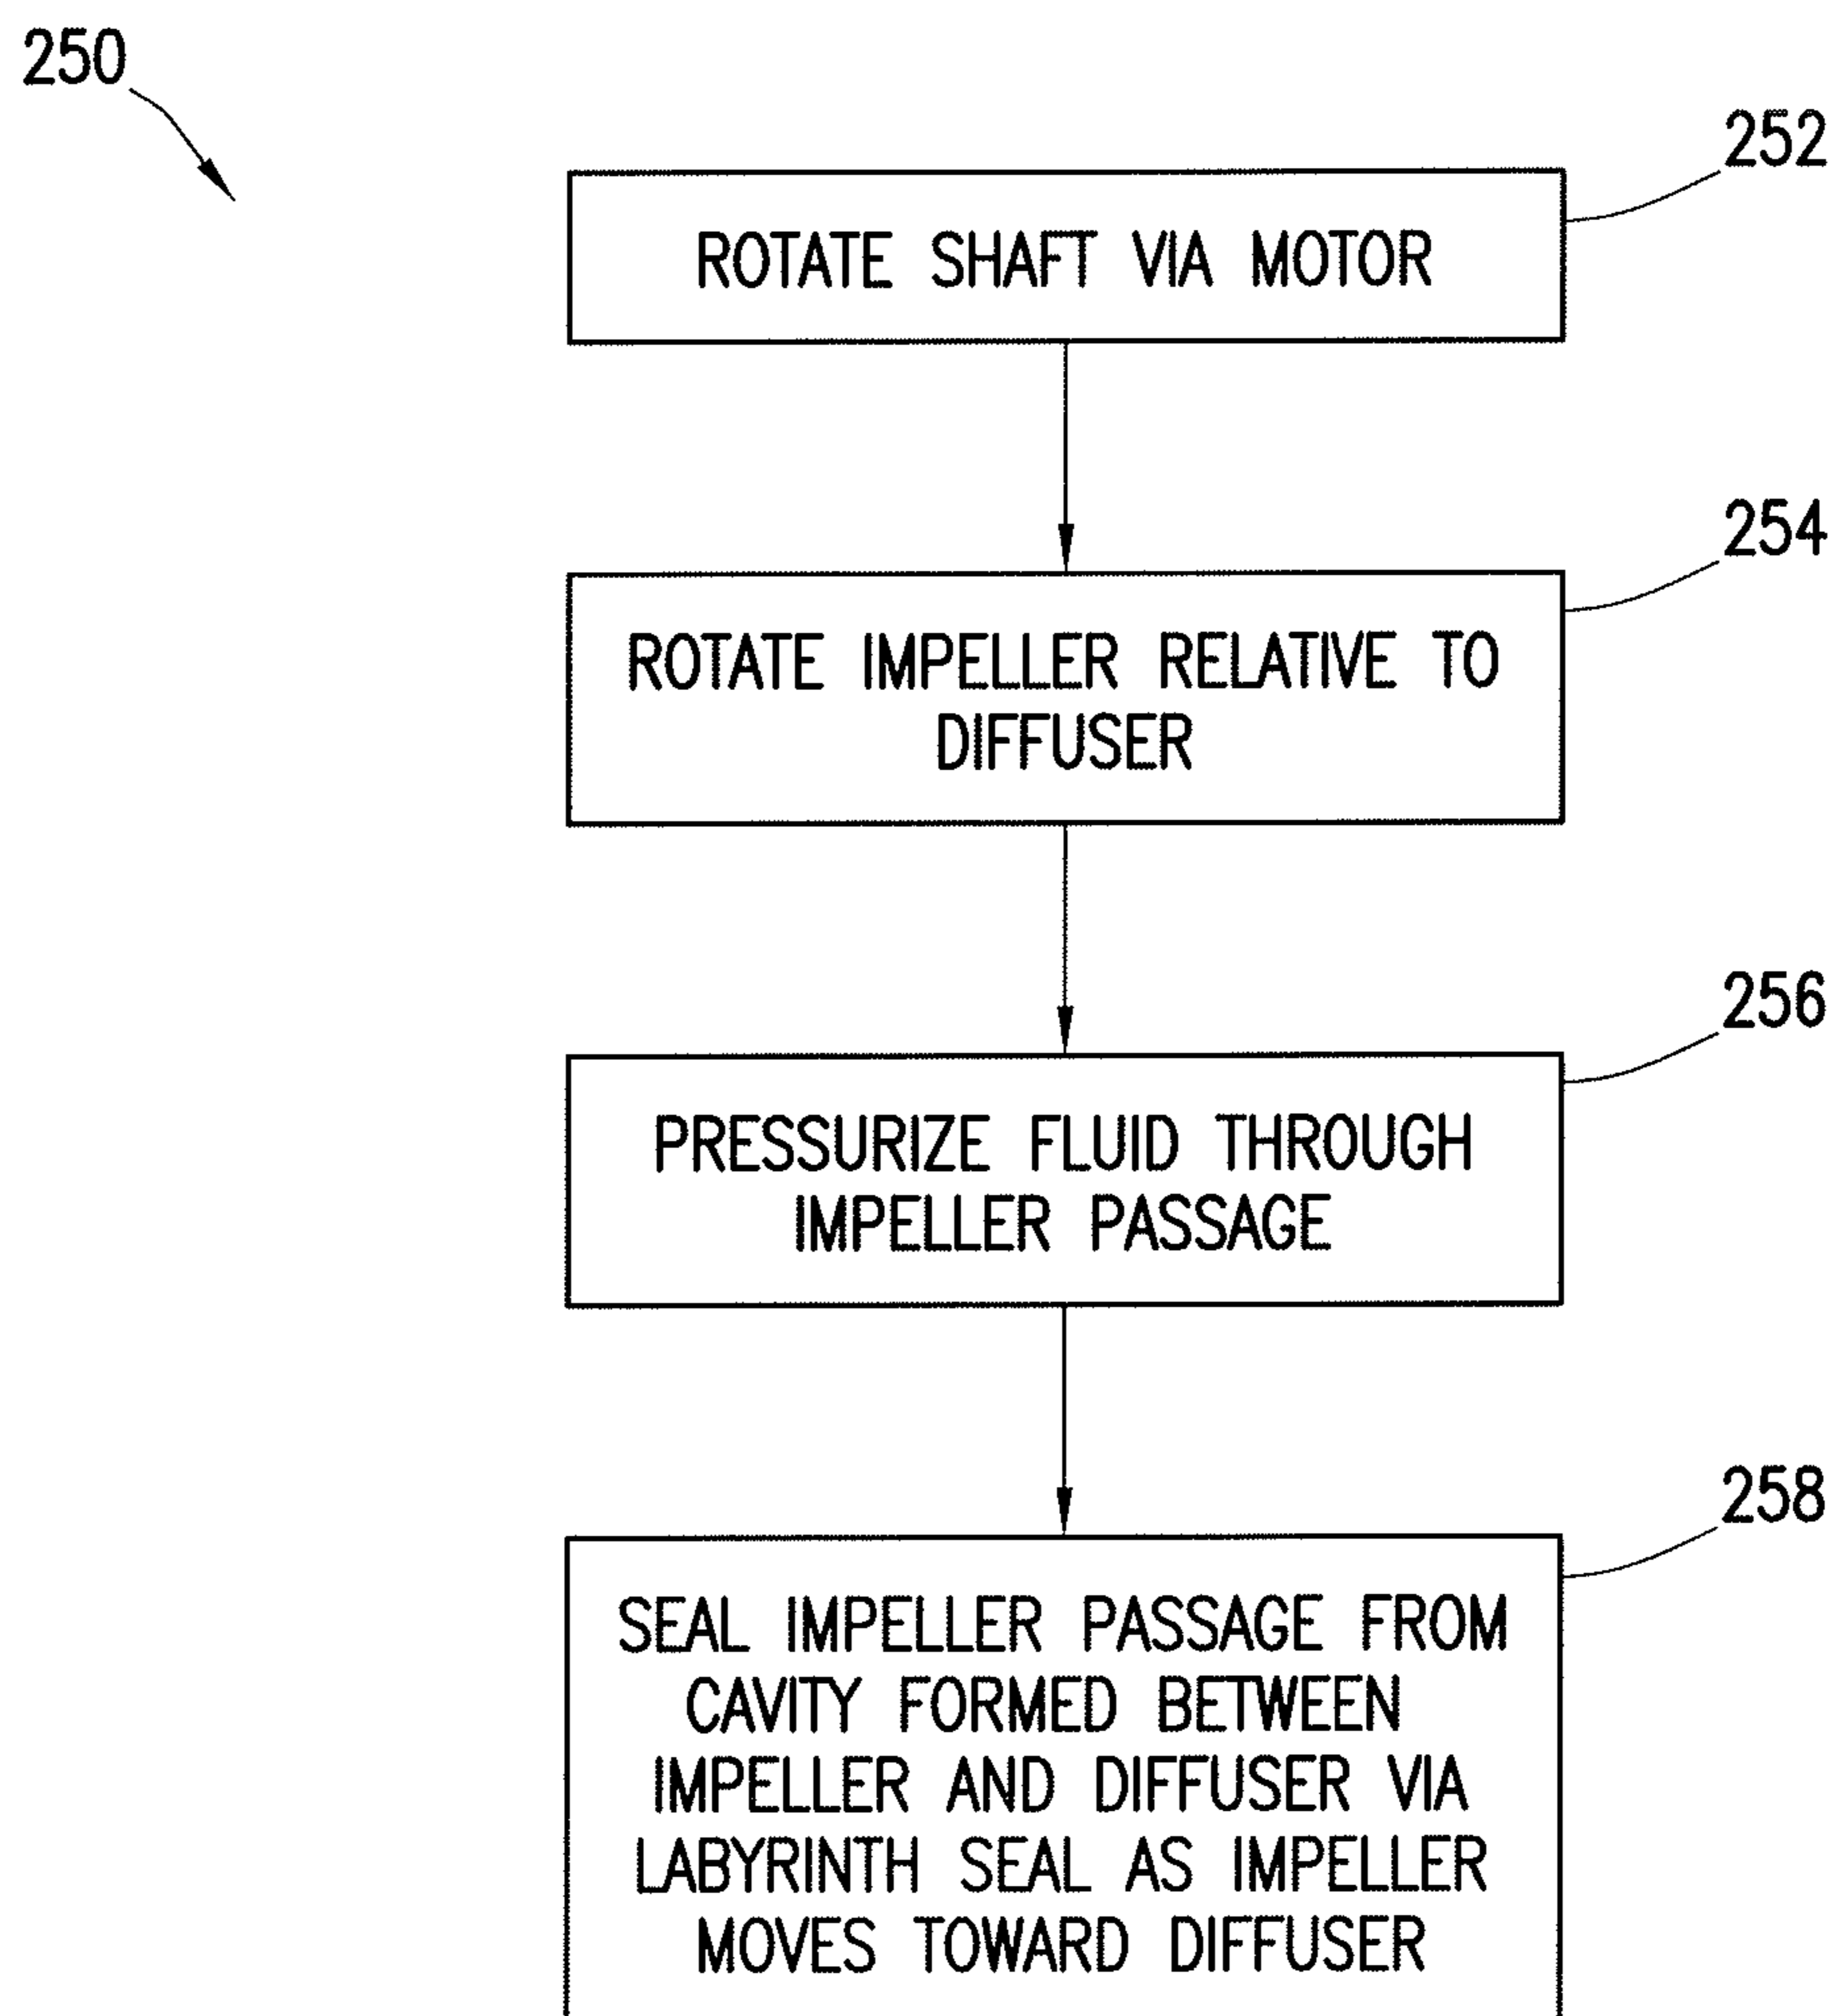 250
252
ROTATE SHAFT VIA MOTOR
254
ROTATE IMPELLER RELATIVE TO
DIFFUSER
256
PRESSURIZE FLUID THROUGH
IMPELLER PASSAGE
258
SEAL IMPELLER PASSAGE FROM
CAVITY FORMED BETWEEN
IMPELLER AND DIFFUSER VIA
LABYRINTH SEAL AS IMPELLER
MOVES TOWARD DIFFUSER